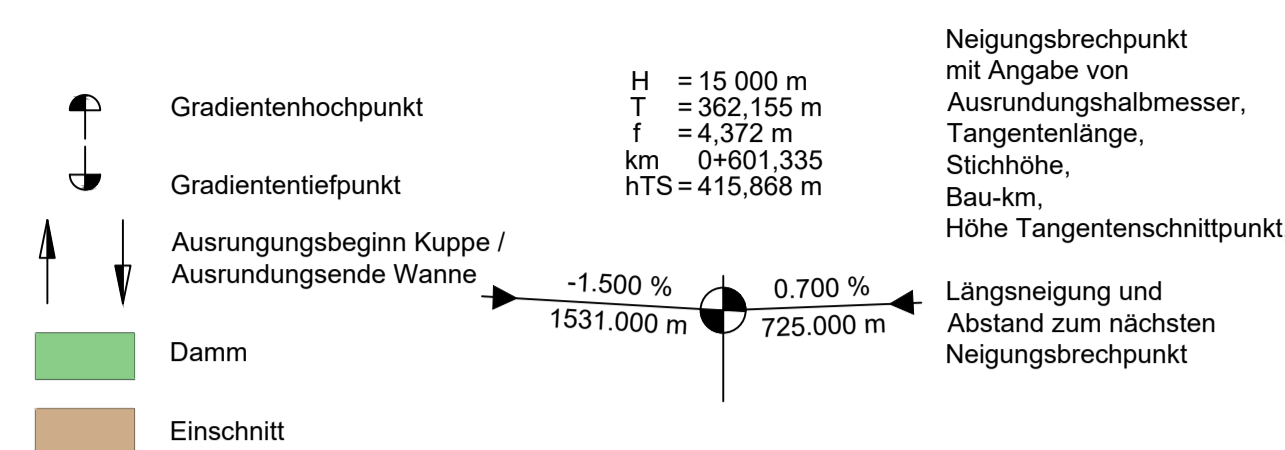 Gradientenhochpunkt
Gradiententiefpunkt
Ausrungungsbeginn Kuppe /
Ausrundungsende Wanne
Damm
Einschnitt
H = 15 000 m
T = 362,155 m
f = 4,372 m
km 0+601,335
hTS = 415,868 m
-1.500 %
1531.000 m
0.700 %
725.000 m
Neigungsbrechpunkt
mit Angabe von
Ausrundungshalbmesser,
Tangentenlänge,
Stichhöhe,
Bau-km,
Höhe Tangentenschnittpunkt
Längsneigung und
Abstand zum nächsten
Neigungsbrechpunkt